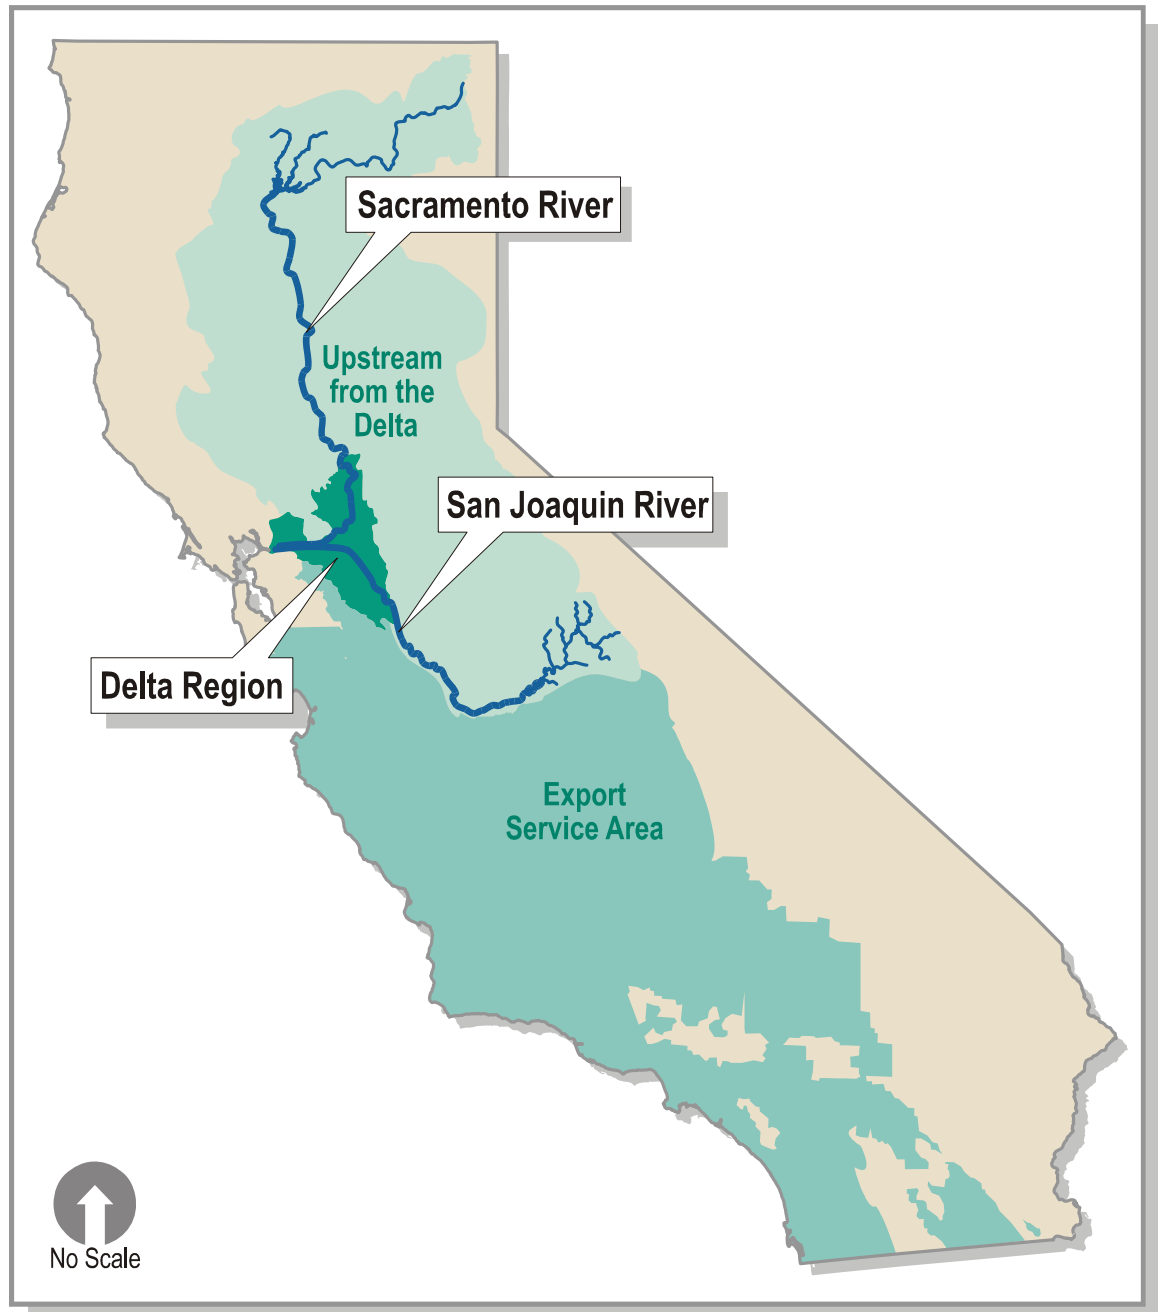 Sacramento River
Upstream
from the
Delta
San Joaquin River
Delta Region
Export
Service Area
No Scale